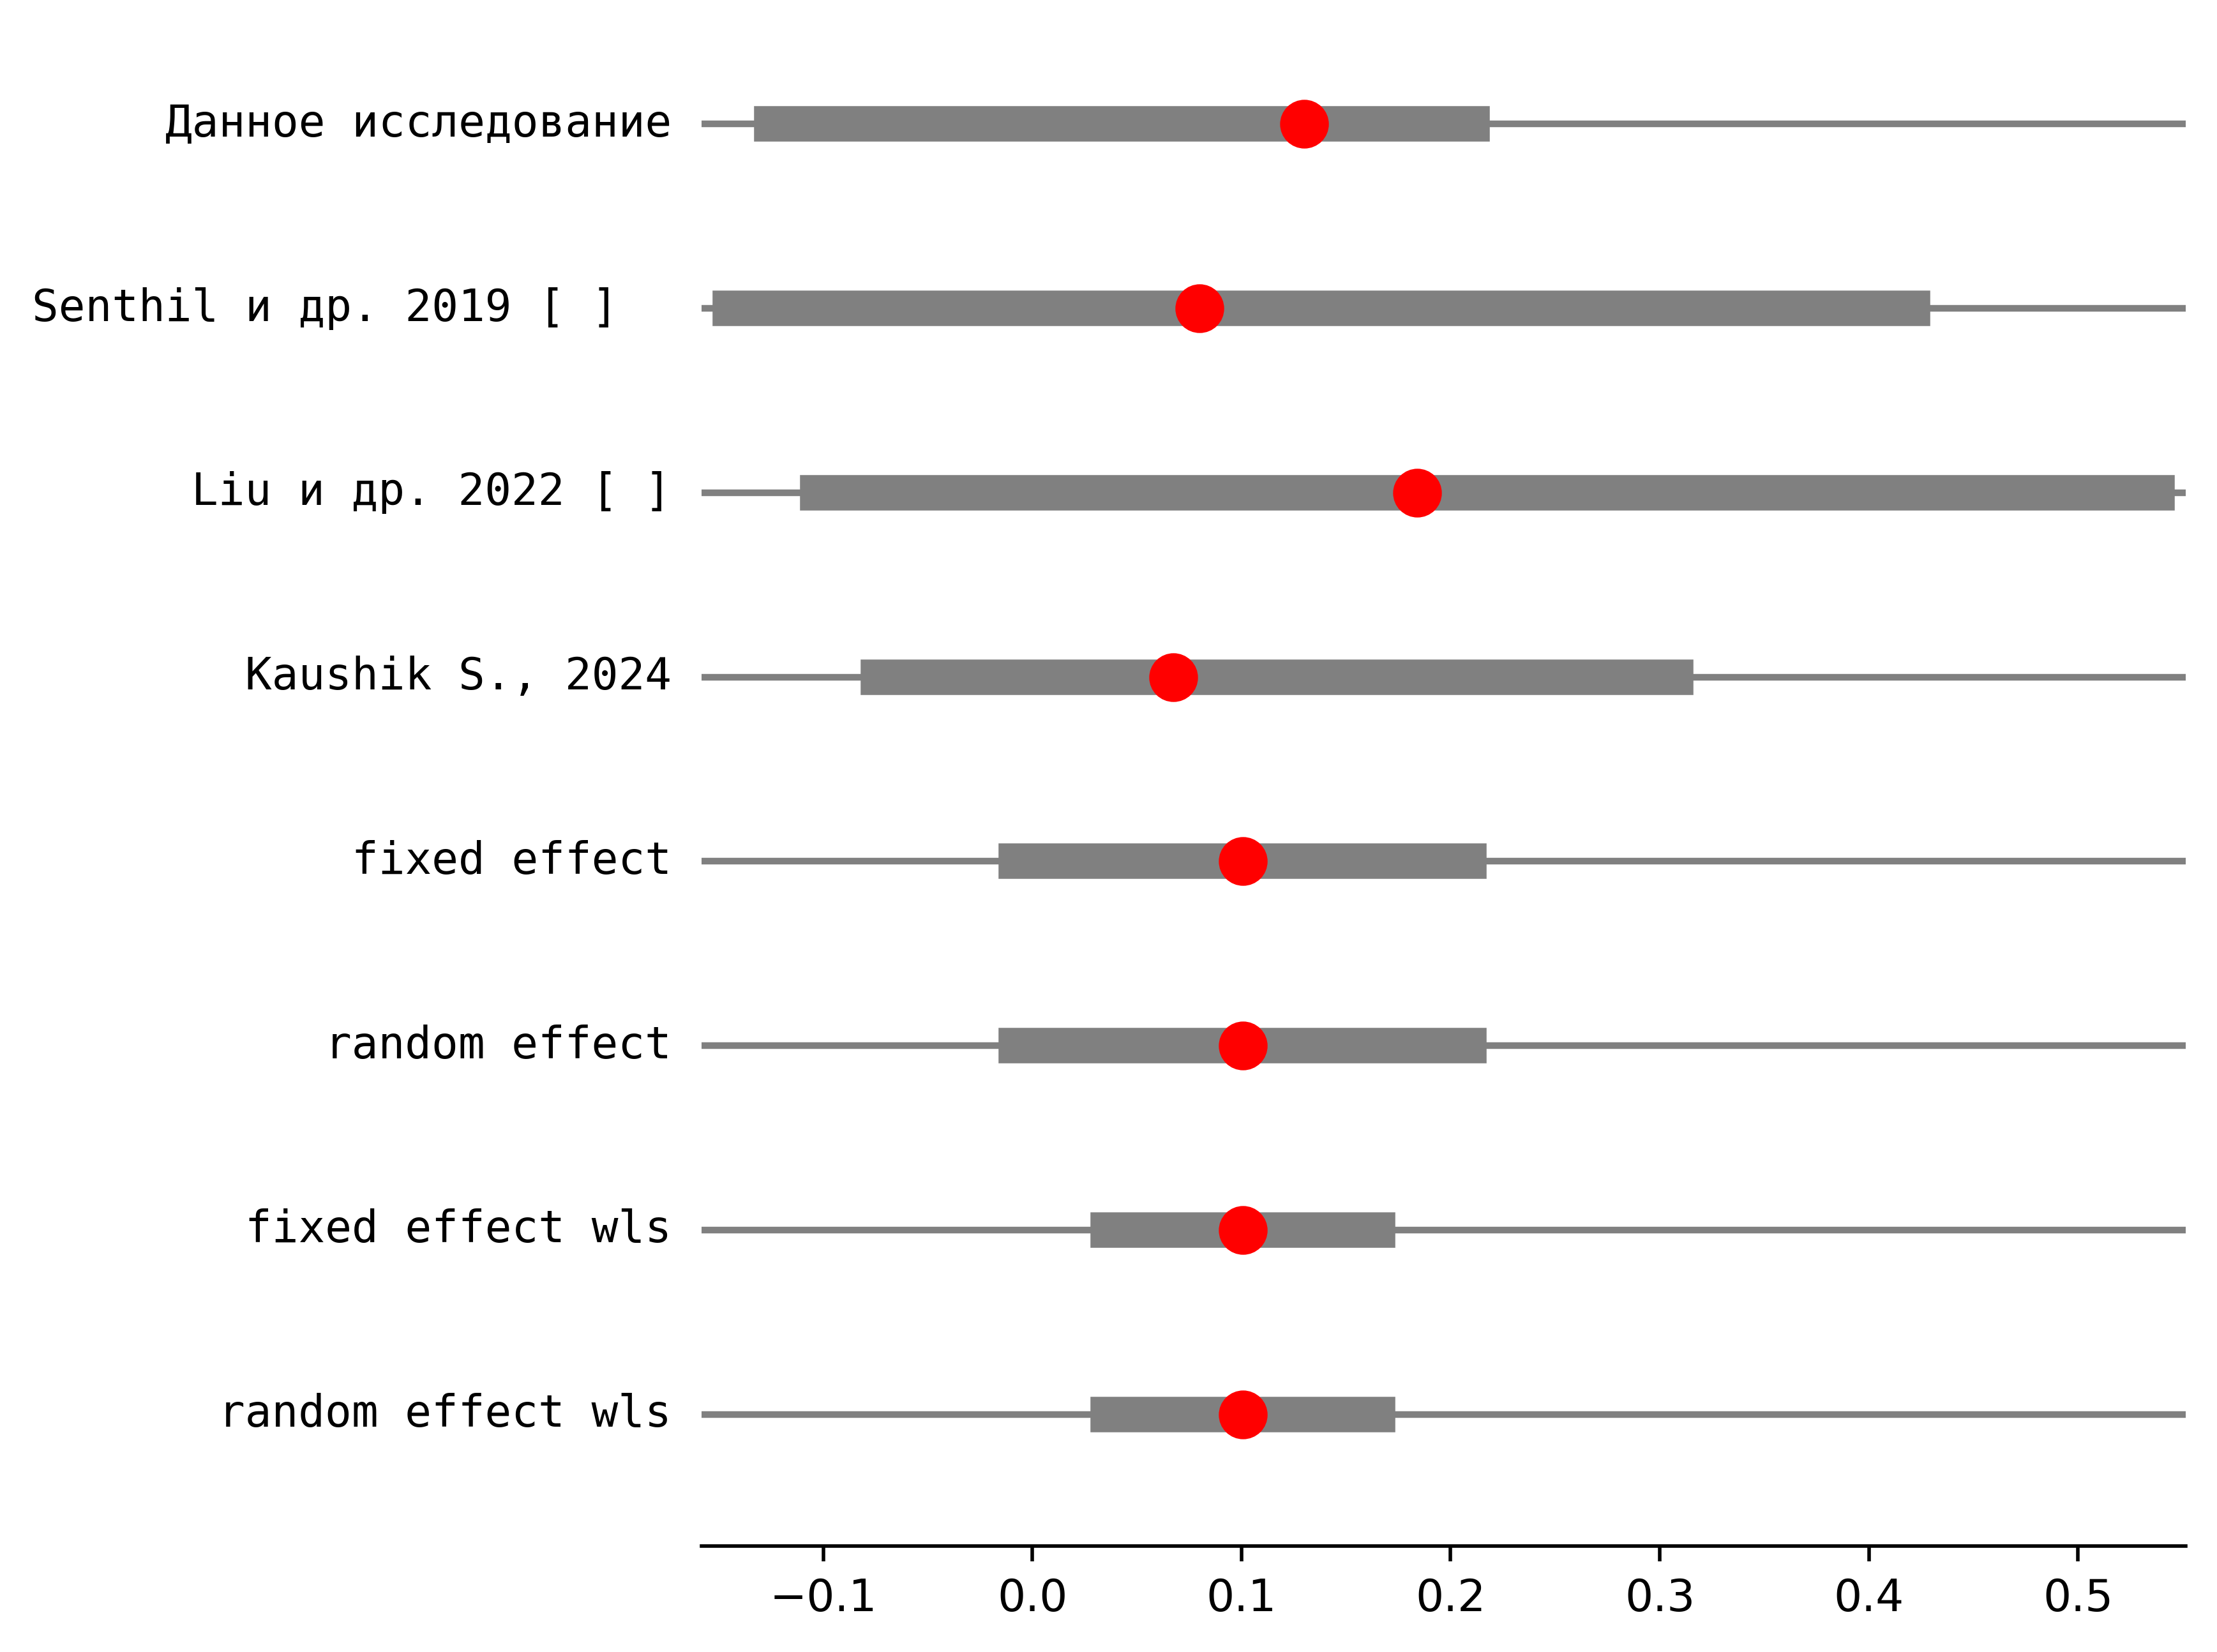 Данное исследование
Senthil и др. 2019 [ ]
Liu и др. 2022 [ ]
Kaushik S., 2024
fixed effect
random effect
fixed effect wls
random effect wls
−0.1 0.0 0.1 0.2 0.3 0.4 0.5